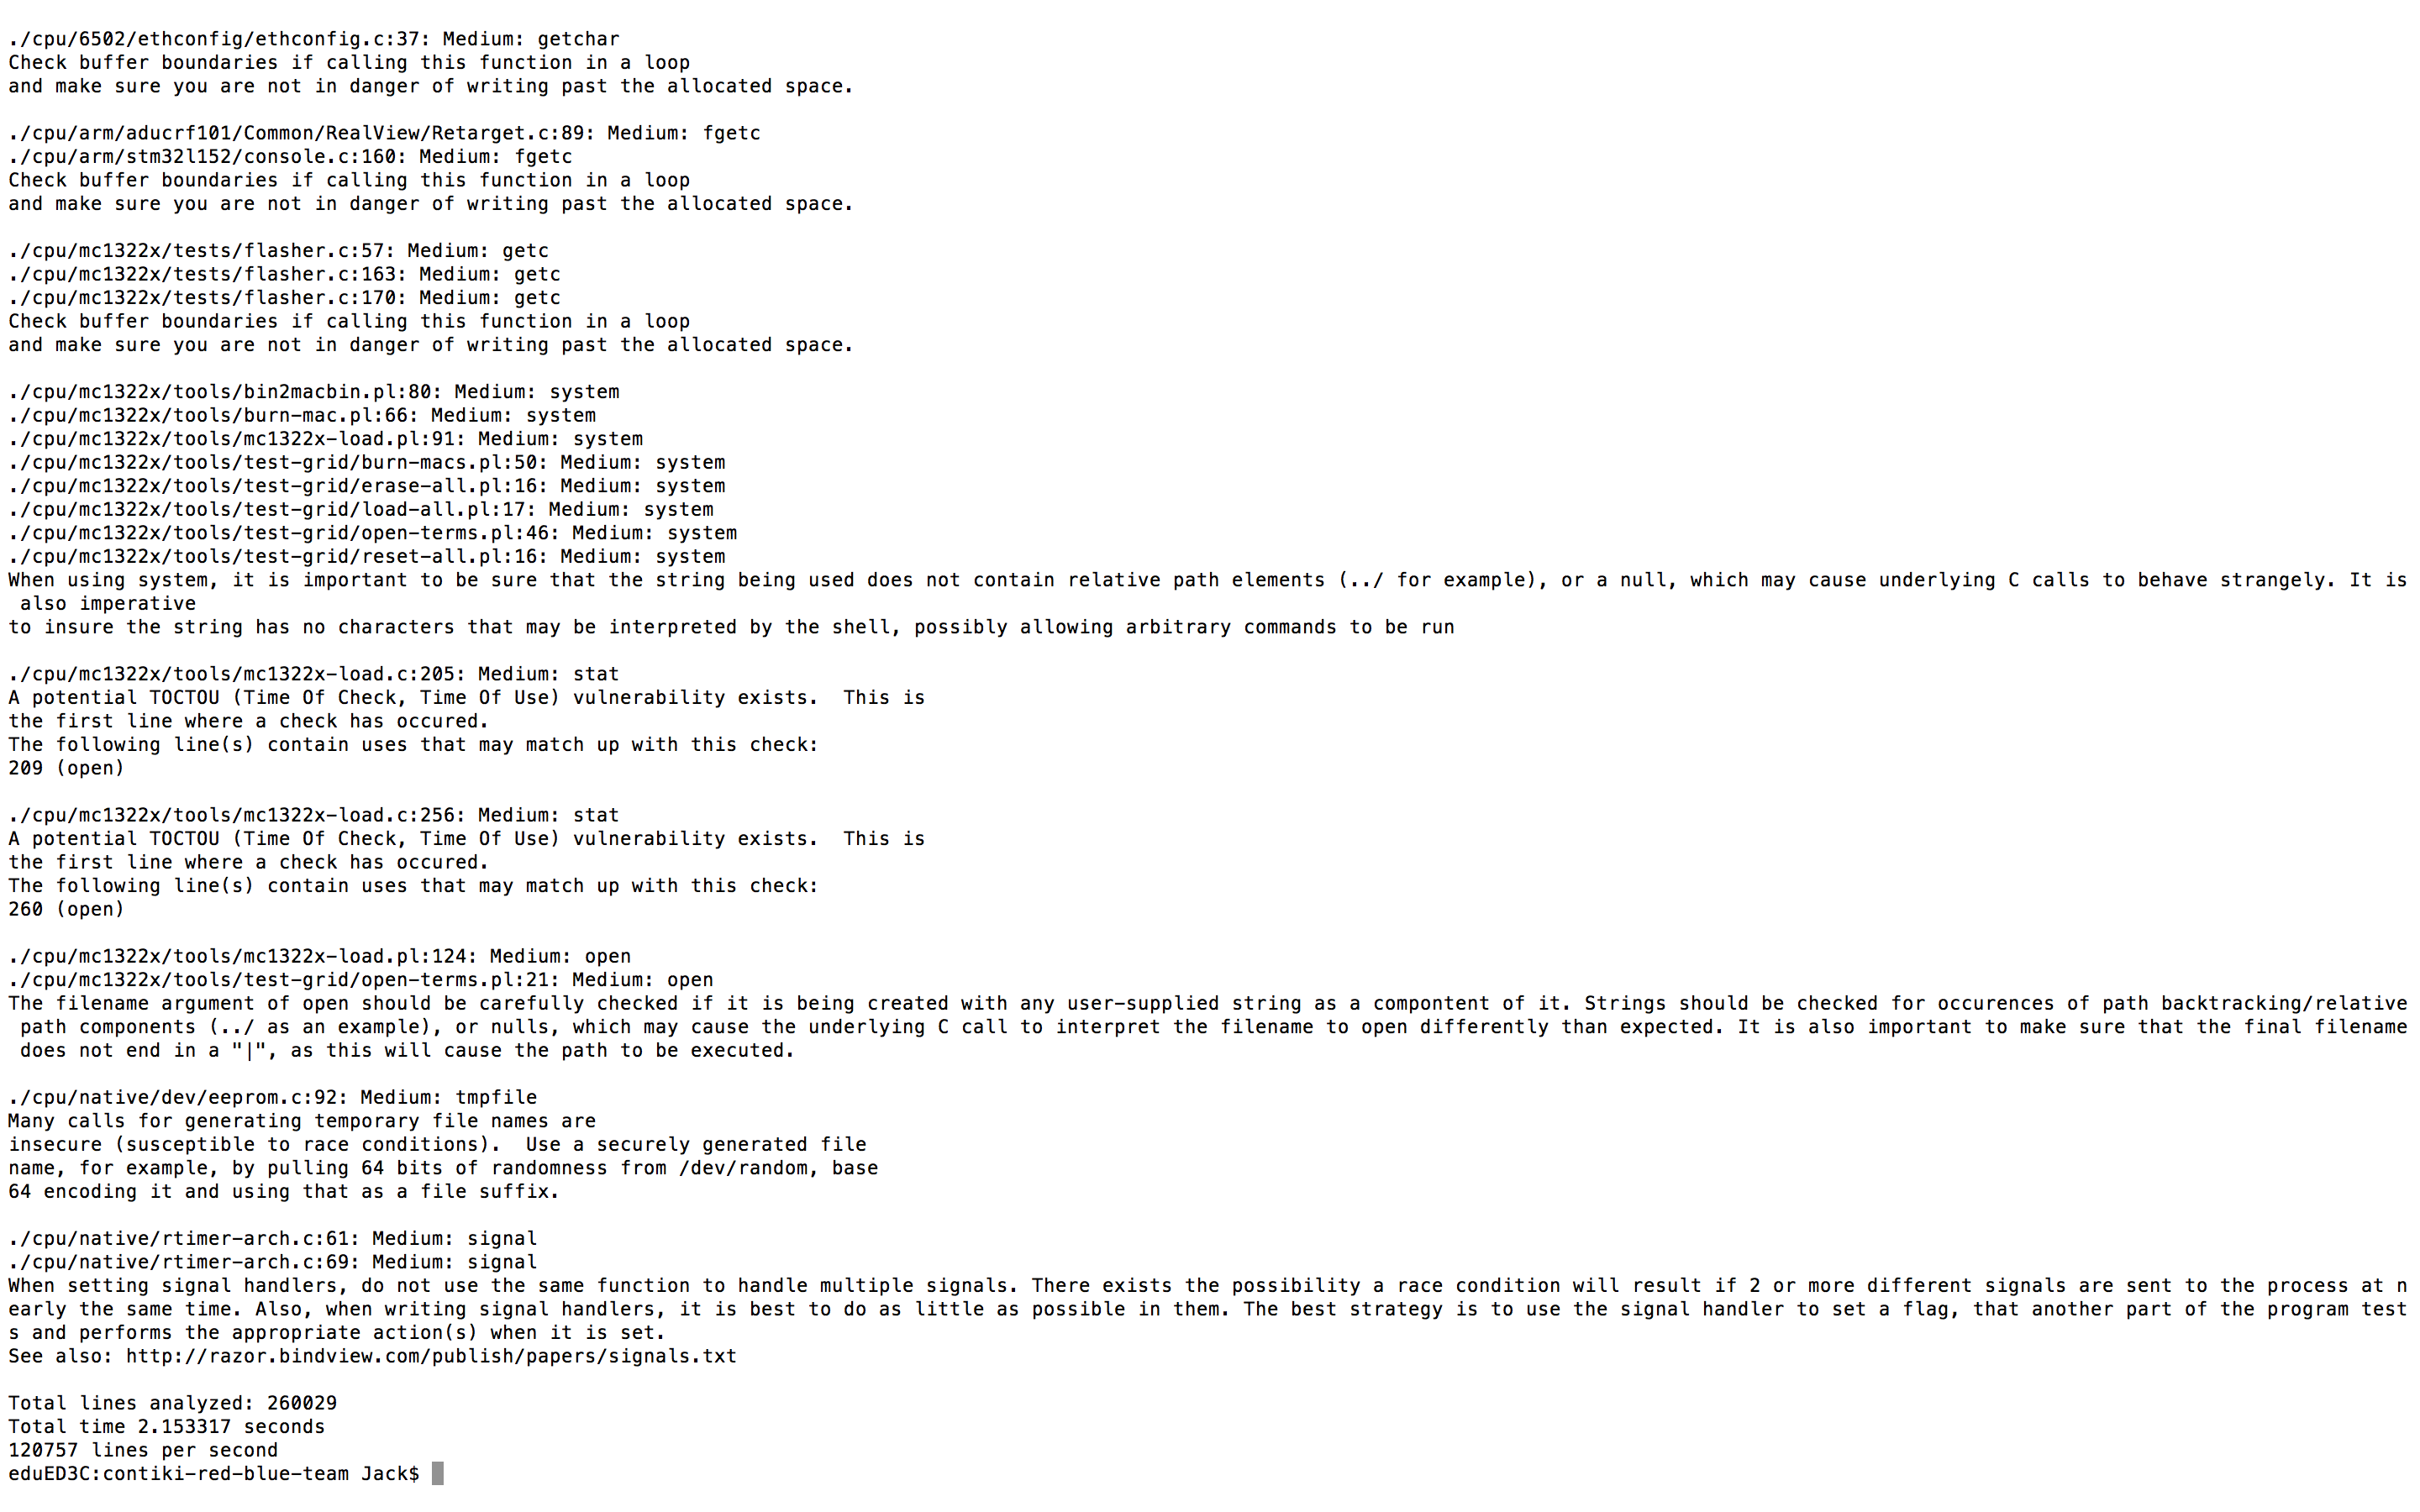 ./cpu/6502/ethconfig/ethconfig.c:37: Medium: getchar
Check buffer boundaries if calling this function in a loop
and make sure you are not in danger of writing past the allocated space.
./cpu/arm/aducrf101/Common/RealView/Retarget.c:89: Medium: fgetc
./cpu/arm/stm32l152/console.c:160: Medium: fgetc
Check buffer boundaries if calling this function in a loop
and make sure you are not in danger of writing past the allocated space.
./cpu/mc1322x/tests/flasher.c:57: Medium: getc
./cpu/mc1322x/tests/flasher.c:163: Medium: getc
./cpu/mc1322x/tests/flasher.c:170: Medium: getc
Check buffer boundaries if calling this function in a loop
and make sure you are not in danger of writing past the allocated space.
./cpu/mc1322x/tools/bin2macbin.pl:80: Medium: system
./cpu/mc1322x/tools/burn-mac.pl:66: Medium: system
./cpu/mc1322x/tools/mc1322x-load.pl:91: Medium: system
./cpu/mc1322x/tools/test-grid/burn-macs.pl:50: Medium: system
./cpu/mc1322x/tools/test-grid/erase-all.pl:16: Medium: system
./cpu/mc1322x/tools/test-grid/load-all.pl:17: Medium: system
./cpu/mc1322x/tools/test-grid/open-terms.pl:46: Medium: system
./cpu/mc1322x/tools/test-grid/reset-all.pl:16: Medium: system
When using system, it is important to be sure that the string being used does not contain relative path elements (../ for example), or a null, which may cause underlying C calls to behave strangely. It is
also imperative
to insure the string has no characters that may be interpreted by the shell, possibly allowing arbitrary commands to be run
./cpu/mc1322x/tools/mc1322x-load.c:205: Medium: stat
A potential TOCTOU (Time Of Check, Time Of Use) vulnerability exists.  This is
the first line where a check has occured.
The following line(s) contain uses that may match up with this check:
209 (open)
./cpu/mc1322x/tools/mc1322x-load.c:256: Medium: stat
A potential TOCTOU (Time Of Check, Time Of Use) vulnerability exists.  This is
the first line where a check has occured.
The following line(s) contain uses that may match up with this check:
260 (open)
./cpu/mc1322x/tools/mc1322x-load.pl:124: Medium: open
./cpu/mc1322x/tools/test-grid/open-terms.pl:21: Medium: open
The filename argument of open should be carefully checked if it is being created with any user-supplied string as a compontent of it. Strings should be checked for occurences of path backtracking/relative
path components (../ as an example), or nulls, which may cause the underlying C call to interpret the filename to open differently than expected. It is also important to make sure that the final filename
does not end in a "|", as this will cause the path to be executed.
./cpu/native/dev/eeprom.c:92: Medium: tmpfile
Many calls for generating temporary file names are
insecure (susceptible to race conditions).  Use a securely generated file
name, for example, by pulling 64 bits of randomness from /dev/random, base
64 encoding it and using that as a file suffix.
./cpu/native/rtimer-arch.c:61: Medium: signal
./cpu/native/rtimer-arch.c:69: Medium: signal
When setting signal handlers, do not use the same function to handle multiple signals. There exists the possibility a race condition will result if 2 or more different signals are sent to the process at n
early the same time. Also, when writing signal handlers, it is best to do as little as possible in them. The best strategy is to use the signal handler to set a flag, that another part of the program test
s and performs the appropriate action(s) when it is set.
See also: http://razor.bindview.com/publish/papers/signals.txt
Total lines analyzed: 260029
Total time 2.153317 seconds
120757 lines per second
eduED3C:contiki-red-blue-team Jack$